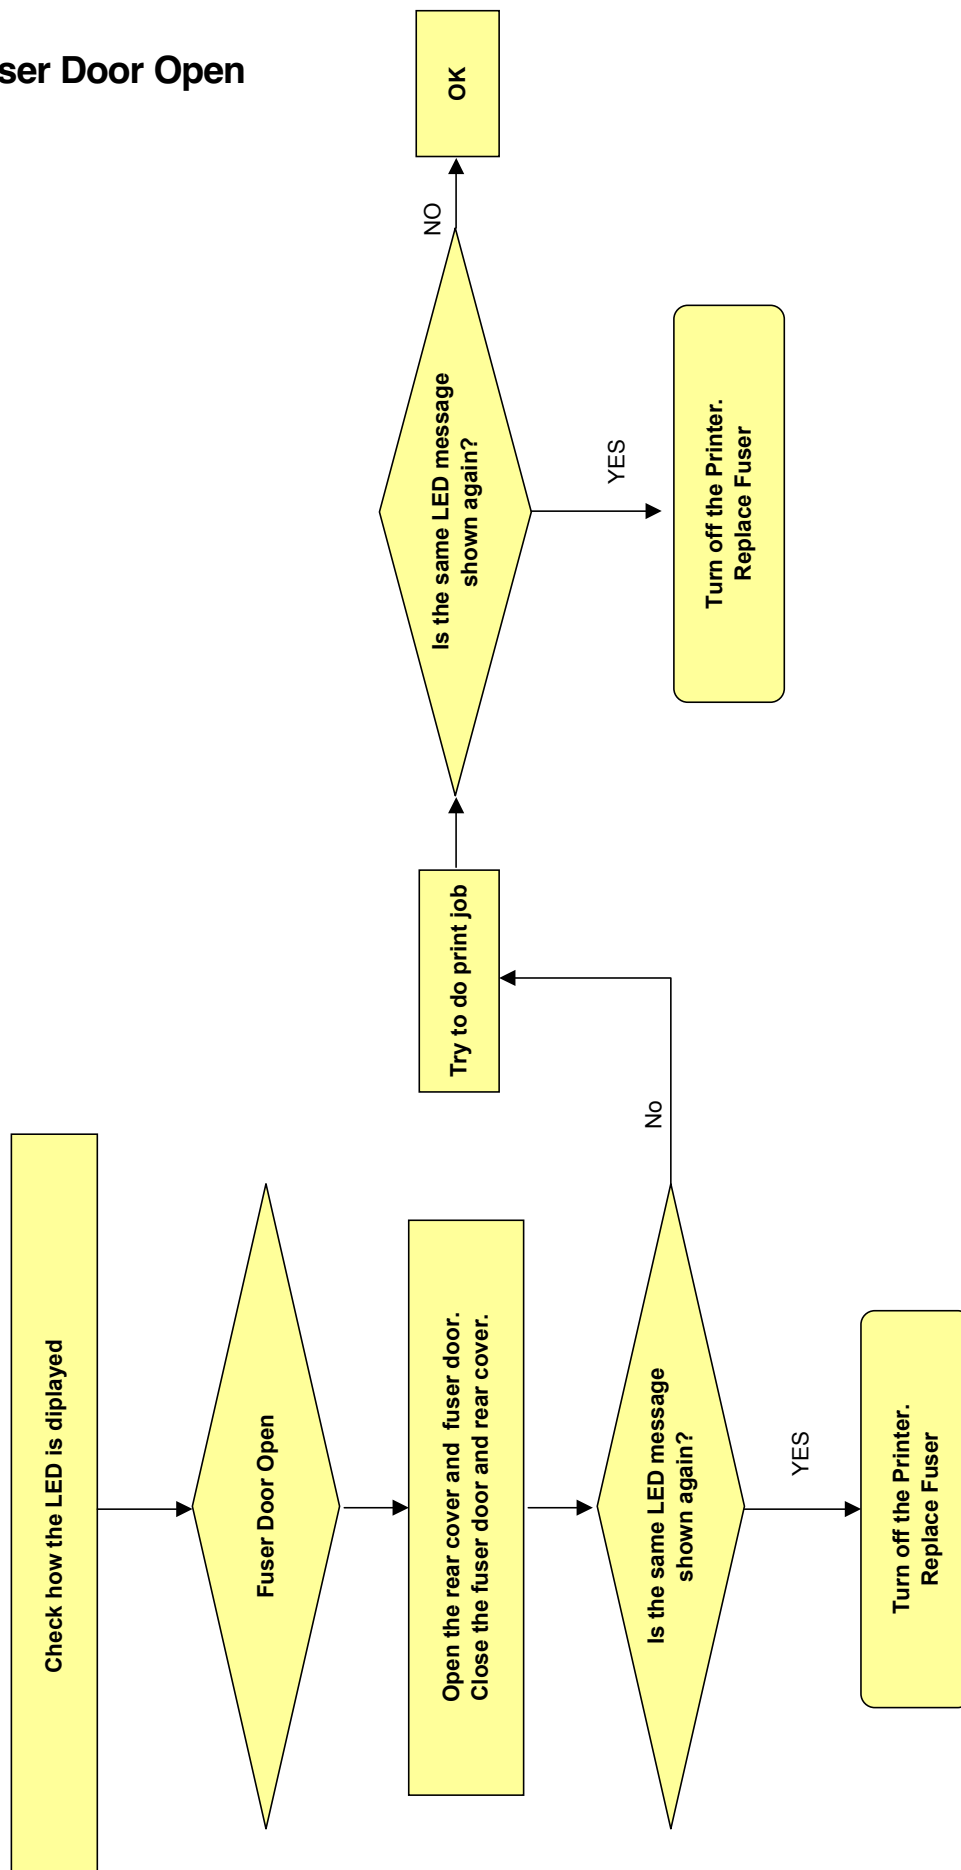 ser Door Open
Check how the LED is diplayed
Fuser Door Open
Open the rear cover and fuser door.
Close the fuser door and rear cover.
Is the same LED message
shown again?
YES
Turn off the Printer.
Replace Fuser
No
Try to do print job
Is the same LED message
shown again?
YES
Turn off the Printer.
Replace Fuser
NO
OK